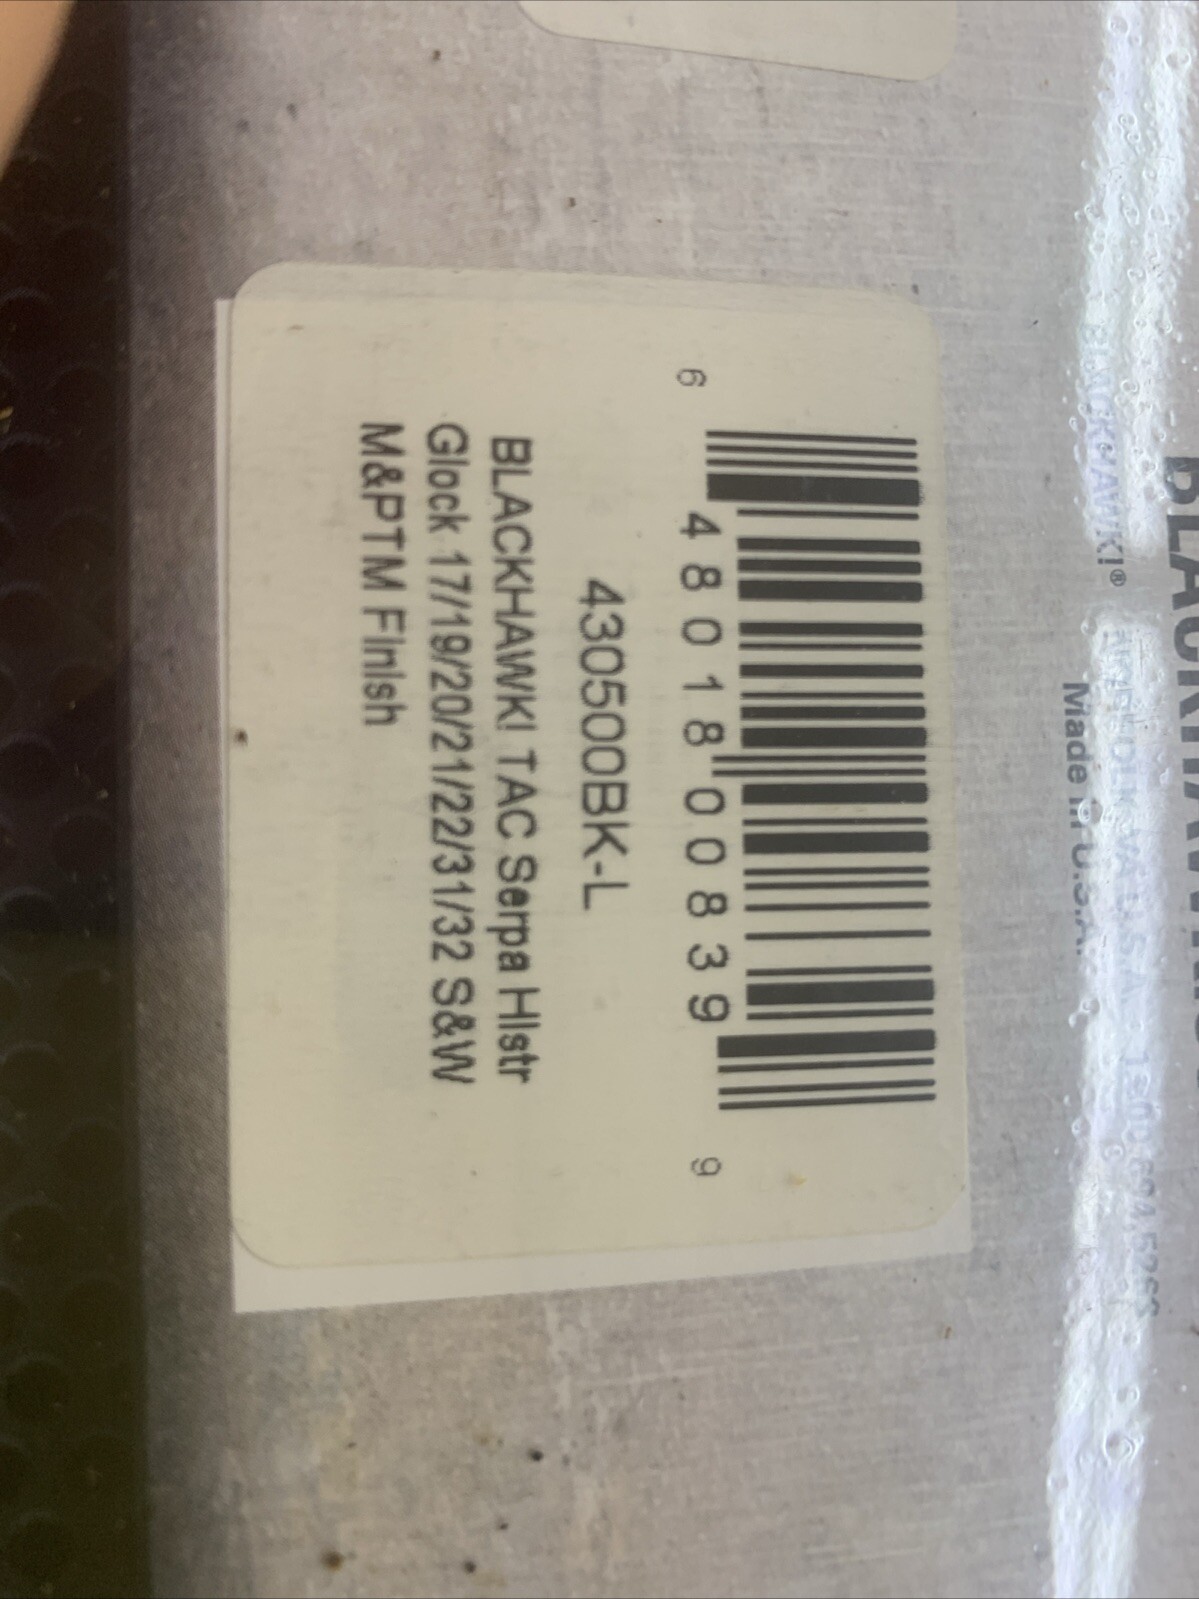 BLACKHAWK!®
Made in U.S.A.
6 48018 00839 9
430500BK-L
BLACKHAWK! TAC Serpa Hlstr
Glock 17/19/20/21/22/31/32 S&W
M&PTM Finish